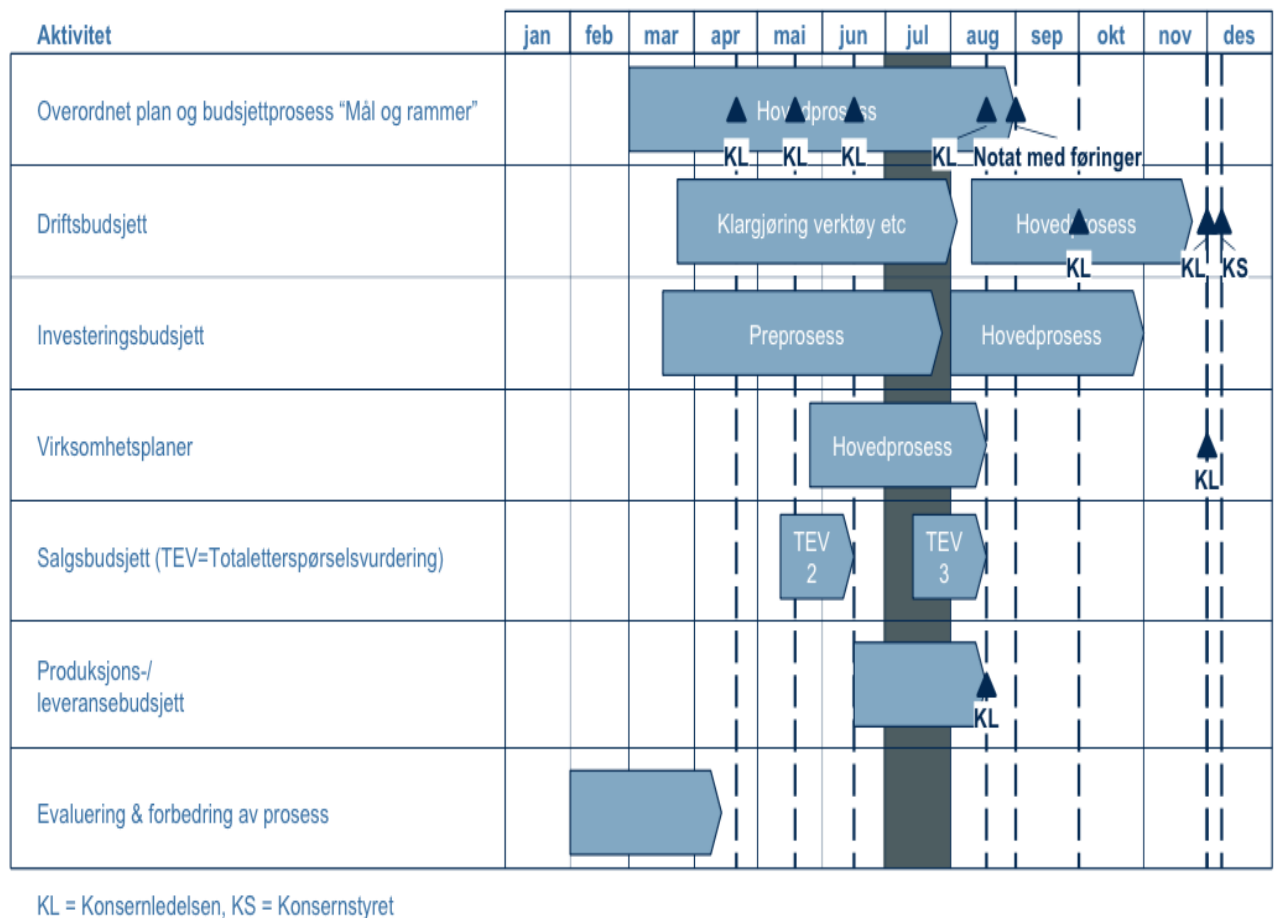 Aktivitet jan feb mar apr mai jun jul aug sep okt nov des
Overordnet plan og budsjettprosess “Mål og rammer” Hovedprosess
KL KL KL KL Notat med føringer
Driftsbudsjett Klargjøring verktøy etc Hovedprosess
KL KL KS
Investeringsbudsjett Preprosess Hovedprosess
Virksomhetsplaner Hovedprosess
KL
Salgsbudsjett (TEV=Totaletterspørselsvurdering) TEV 2 TEV 3
Produksjons-/
leveransebudsjett
KL
Evaluering & forbedring av prosess
KL = Konsernledelsen, KS = Konsernstyret